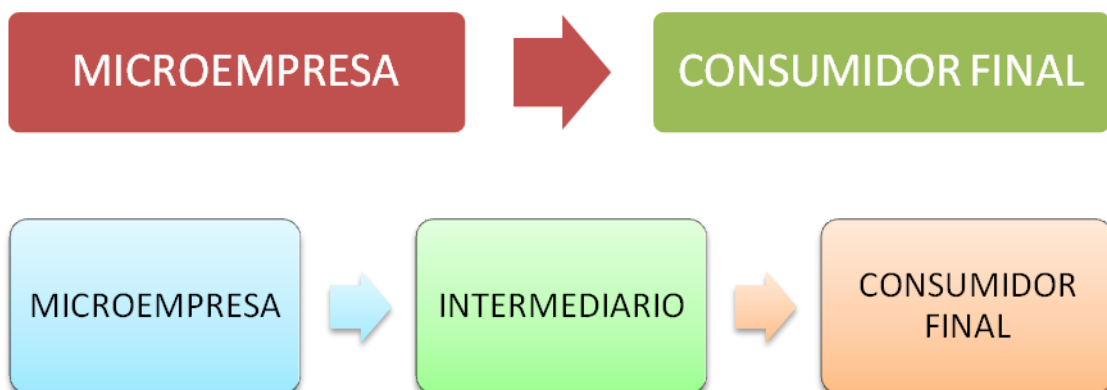 MICROEMPRESA
CONSUMIDOR FINAL
MICROEMPRESA
INTERMEDIARIO
CONSUMIDOR
FINAL